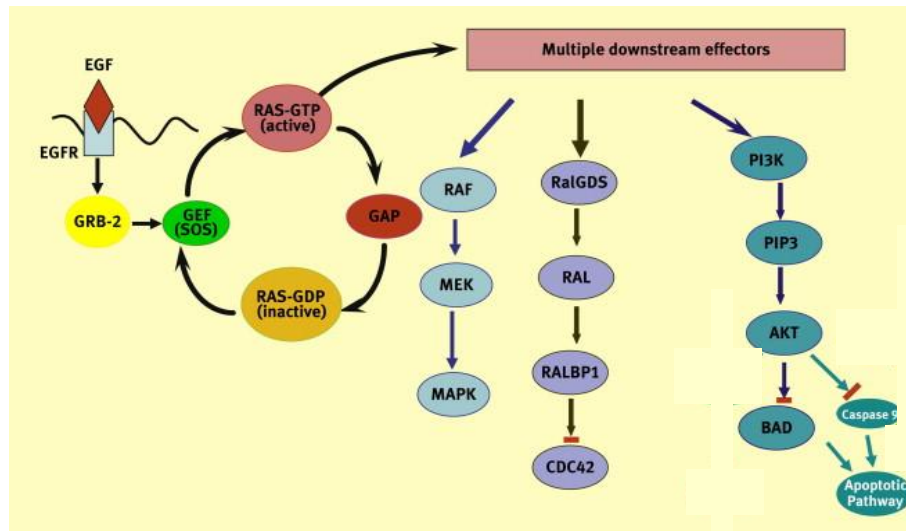 Multiple downstream effectors
EGF
EGFR
RAS-GTP
(active)
GRB-2
GEF
(SOS)
GAP
RAS-GDP
(inactive)
RAF
MEK
MAPK
RalGDS
RAL
RALBP1
CDC42
PI3K
PIP3
AKT
BAD
Caspase 9
Apoptotic
Pathway